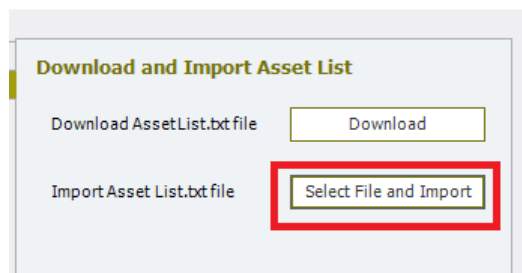 Download and Import Asset List
Download AssetList.txt file Download
Import Asset List.txt file Select File and Import